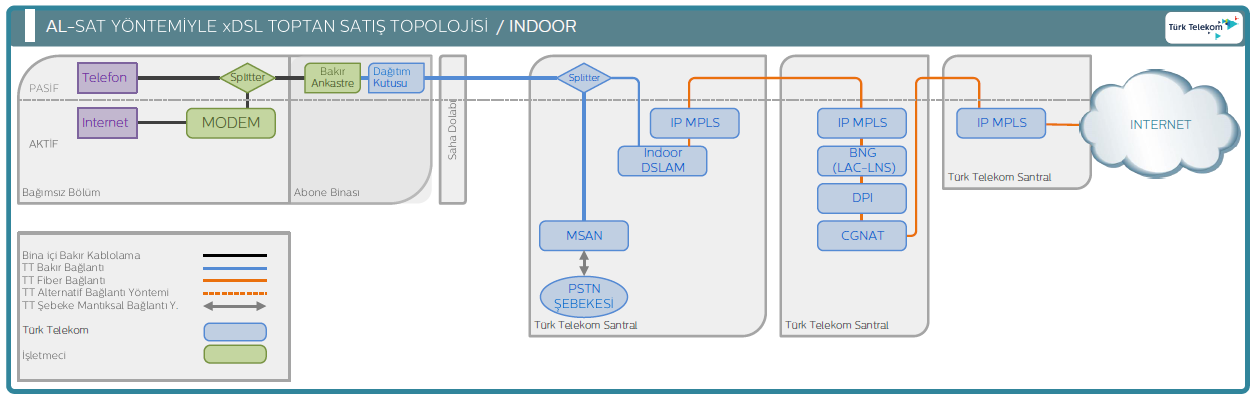 AL-SAT YÖNTEMİYLE xDSL TOPTAN SATIŞ TOPOLOJİSİ / INDOOR
Türk Telekom
PASİF
AKTİF
Telefon
Splitter
Bakır
Ankastre
Dağıtım
Kutusu
Internet
MODEM
Bağımsız Bölüm
Abone Binası
Saha Dolabı
Splitter
IP MPLS
Indoor
DSLAM
MSAN
PSTN
ŞEBEKESİ
Türk Telekom Santral
IP MPLS
BNG
(LAC-LNS)
DPI
CGNAT
Türk Telekom Santral
IP MPLS
Türk Telekom Santral
INTERNET
Bina içi Bakır Kablolama
TT Bakır Bağlantı
TT Fiber Bağlantı
TT Alternatif Bağlantı Yöntemi
TT Şebeke Mantıksal Bağlantı Y.
Türk Telekom
İşletmeci